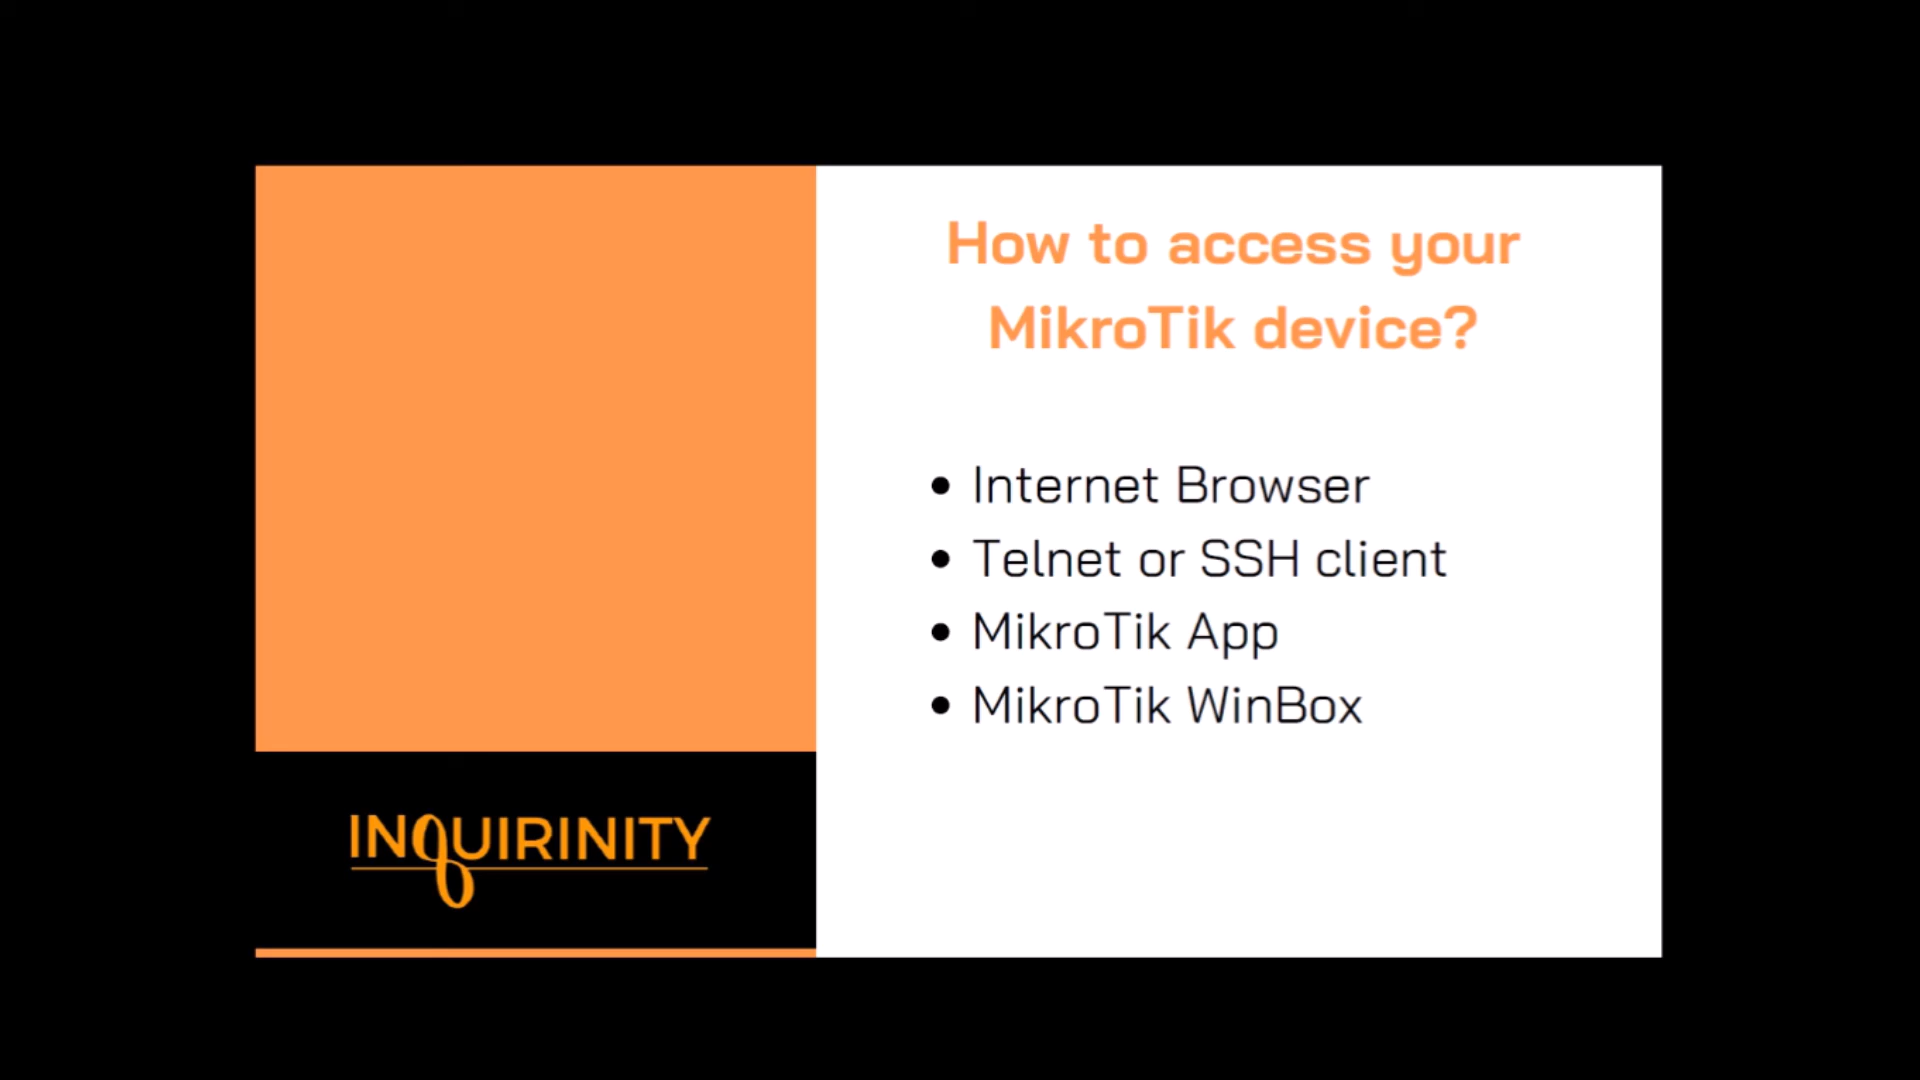 How to access your
MikroTik device?
• Internet Browser
• Telnet or SSH client
• MikroTik App
• MikroTik WinBox
INQUIRINITY